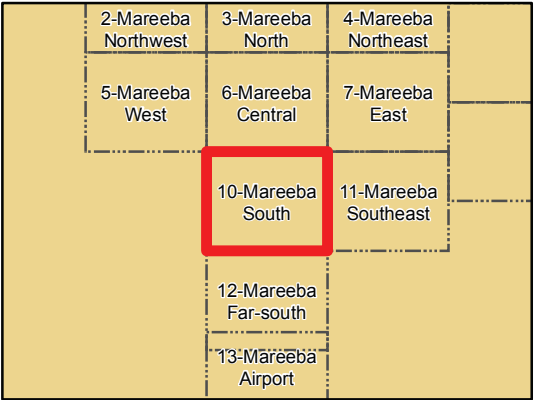 2-Mareeba
Northwest
3-Mareeba
North
4-Mareeba
Northeast
5-Mareeba
West
6-Mareeba
Central
7-Mareeba
East
10-Mareeba
South
11-Mareeba
Southeast
12-Mareeba
Far-south
13-Mareeba
Airport